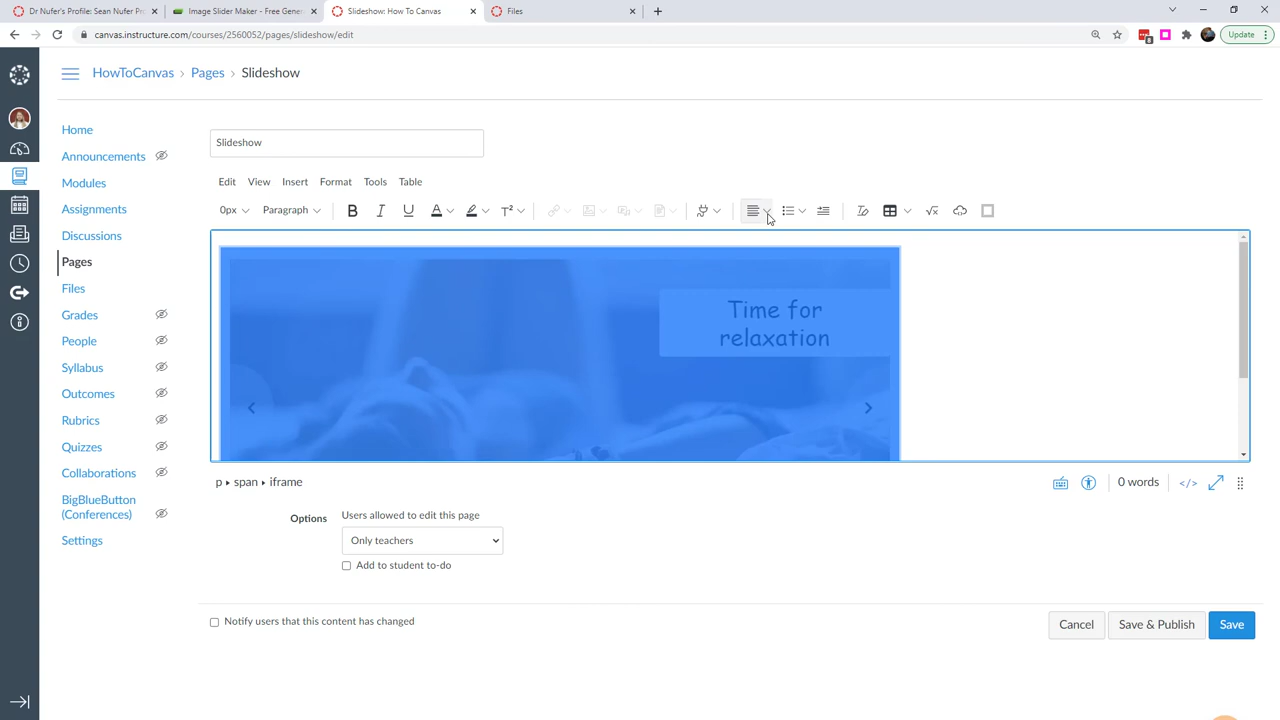 Dr Nufer's Profile: Sean Nufer Pr
Image Slider Maker - Free Gener
Slideshow: How To Canvas
Files
canvas.instructure.com/courses/2560052/pages/slideshow/edit
Update
HowToCanvas › Pages › Slideshow
Home
Announcements
Modules
Assignments
Discussions
Pages
Files
Grades
People
Syllabus
Outcomes
Rubrics
Quizzes
Collaborations
BigBlueButton
(Conferences)
Settings
Slideshow
Edit View Insert Format Tools Table
0px Paragraph B I U A T²
Time for
relaxation
p ▸ span ▸ iframe
0 words </>
Options
Users allowed to edit this page
Only teachers
Add to student to-do
Notify users that this content has changed
Cancel Save & Publish Save